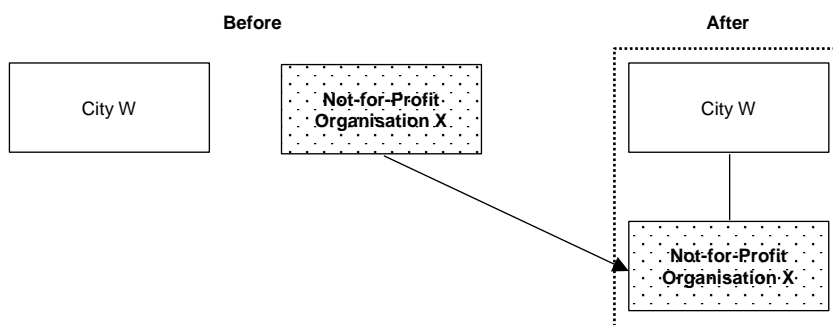 Before
After
City W
Not-for-Profit
Organisation X
City W
Not-for-Profit
Organisation X